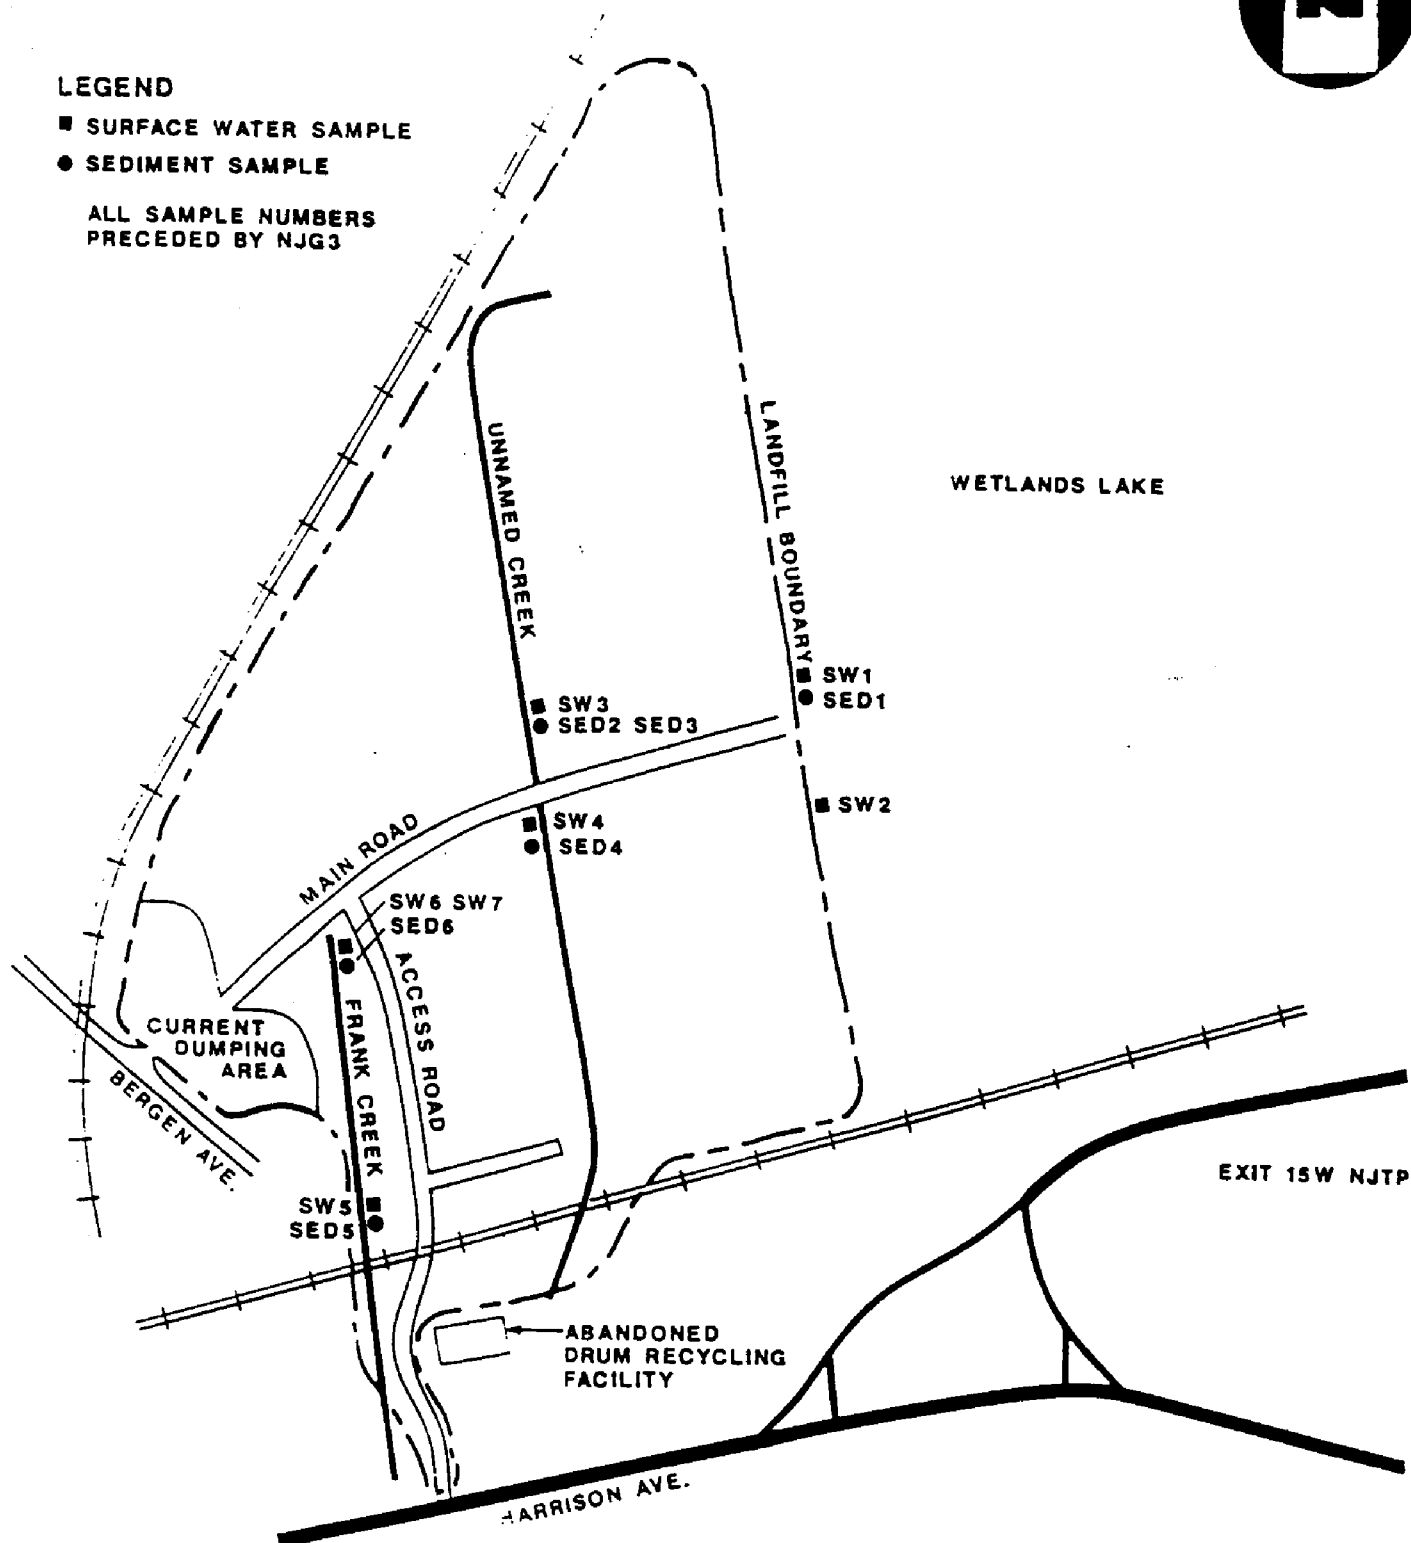 N
LEGEND
SURFACE WATER SAMPLE
SEDIMENT SAMPLE
ALL SAMPLE NUMBERS
PRECEDED BY NJG3
UNNAMED CREEK
LANDFILL BOUNDARY
WETLANDS LAKE
SW1
SED1
SW3
SED2 SED3
SW2
SW4
SED4
MAIN ROAD
SW6 SW7
SED6
ACCESS ROAD
FRANK CREEK
CURRENT
DUMPING
AREA
BERGEN AVE.
SW5
SED5
EXIT 15W NJTP
ABANDONED
DRUM RECYCLING
FACILITY
HARRISON AVE.